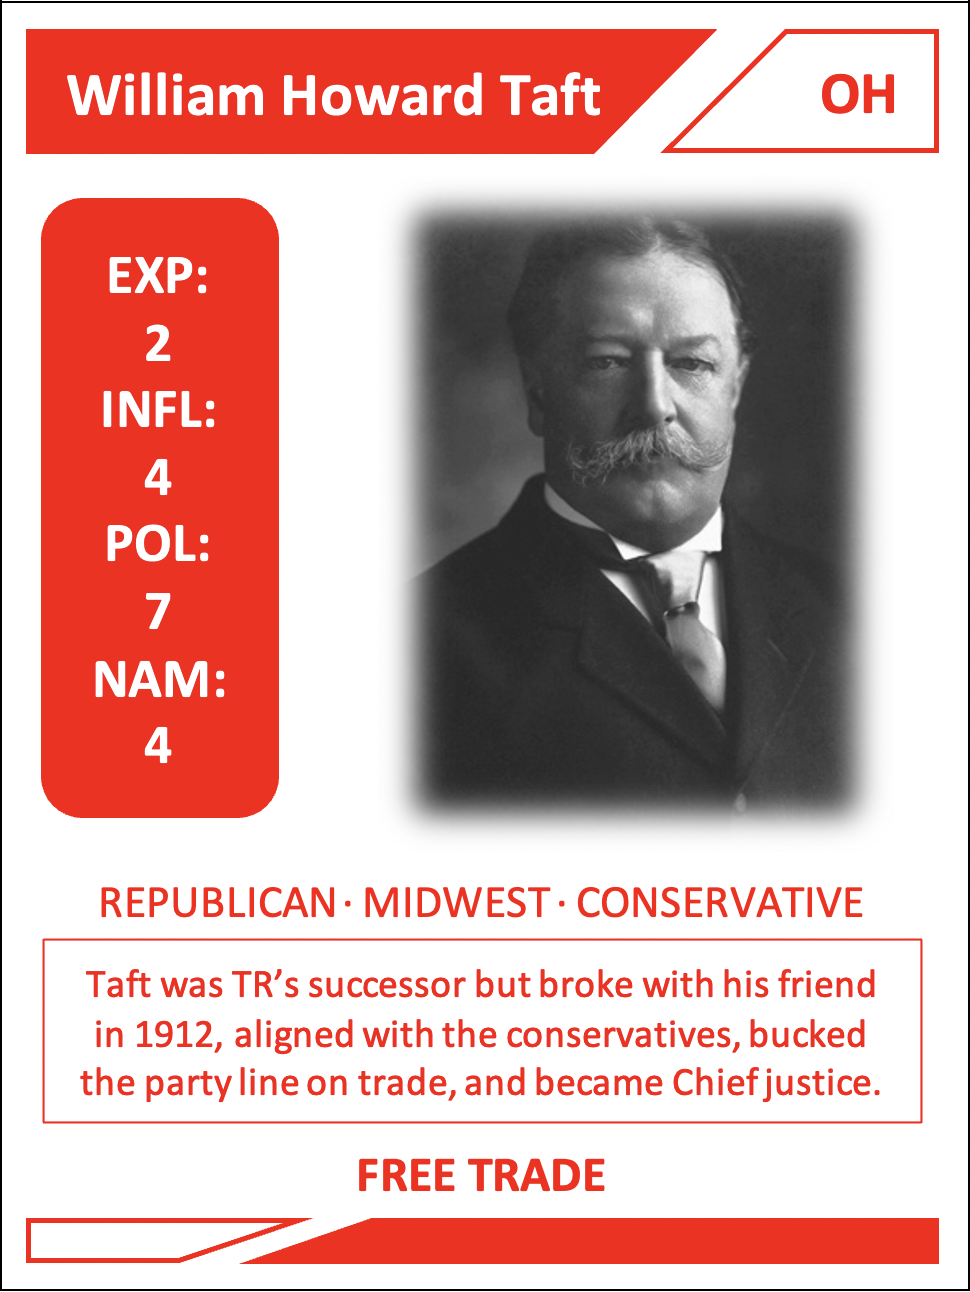 William Howard Taft
OH
EXP:
2
INFL:
4
POL:
7
NAM:
4
REPUBLICAN · MIDWEST · CONSERVATIVE
Taft was TR’s successor but broke with his friend
in 1912, aligned with the conservatives, bucked
the party line on trade, and became Chief justice.
FREE TRADE